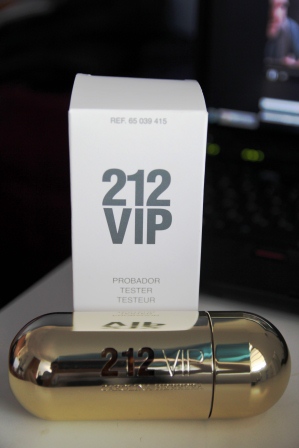 REF. 65 039 415
212
VIP
PROBADOR
TESTER
TESTEUR
212 VIP